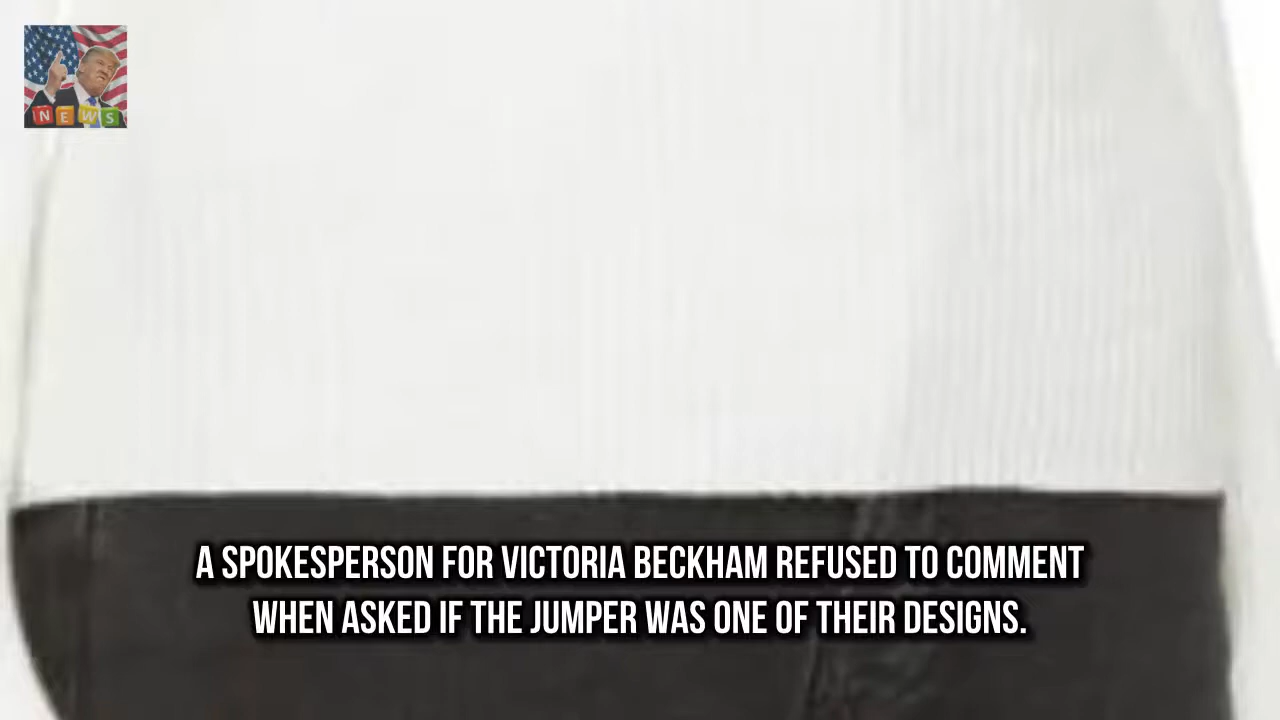 NEWS
A SPOKESPERSON FOR VICTORIA BECKHAM REFUSED TO COMMENT
WHEN ASKED IF THE JUMPER WAS ONE OF THEIR DESIGNS.